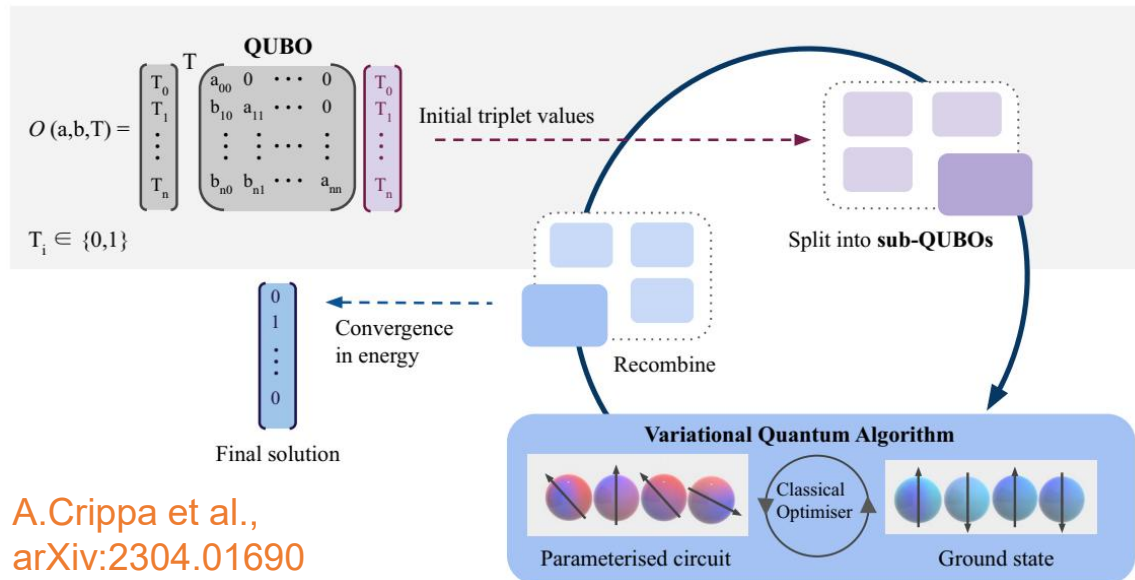 QUBO
O (a,b,T) =
T
T₀ a₀₀ 0 ⋯ 0 T₀
T₁ b₁₀ a₁₁ ⋯ 0 T₁
⋮ ⋮ ⋮ ⋯ ⋮ ⋮
Tₙ bₙ₀ bₙ₁ ⋯ aₙₙ Tₙ
Tᵢ ∈ {0,1}
Initial triplet values
Split into sub-QUBOs
Recombine
Convergence
in energy
0
1
⋮
0
Final solution
Variational Quantum Algorithm
Classical
Optimiser
Parameterised circuit
Ground state
A.Crippa et al.,
arXiv:2304.01690